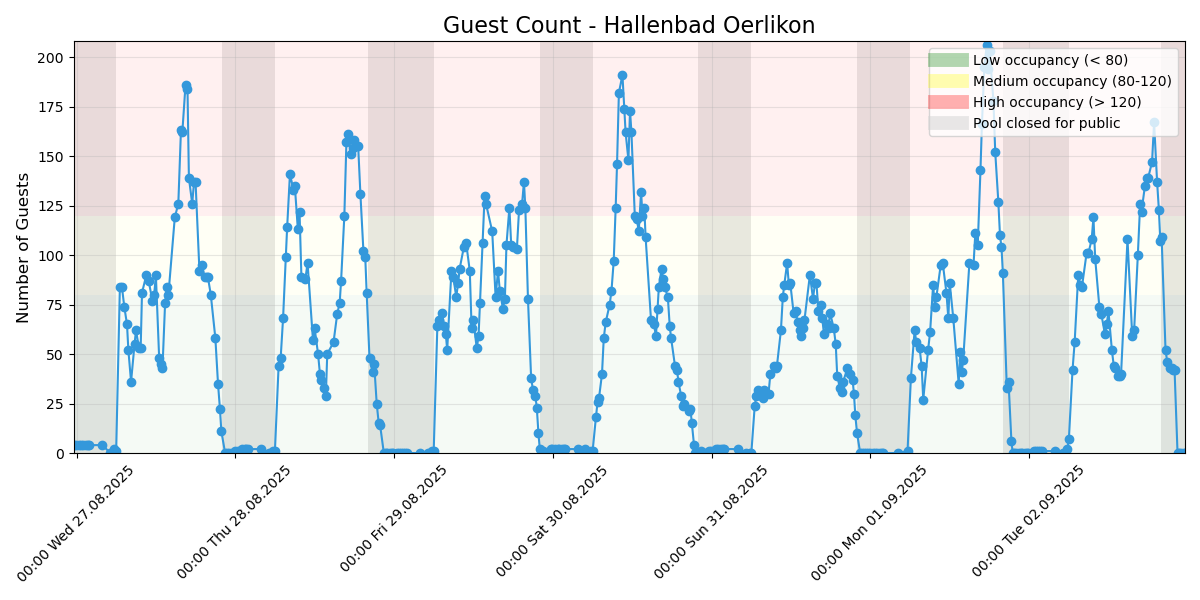 Guest Count - Hallenbad Oerlikon
Number of Guests
200
175
150
125
100
75
50
25
0
Low occupancy (< 80)
Medium occupancy (80-120)
High occupancy (> 120)
Pool closed for public
00:00 Wed 27.08.2025
00:00 Thu 28.08.2025
00:00 Fri 29.08.2025
00:00 Sat 30.08.2025
00:00 Sun 31.08.2025
00:00 Mon 01.09.2025
00:00 Tue 02.09.2025